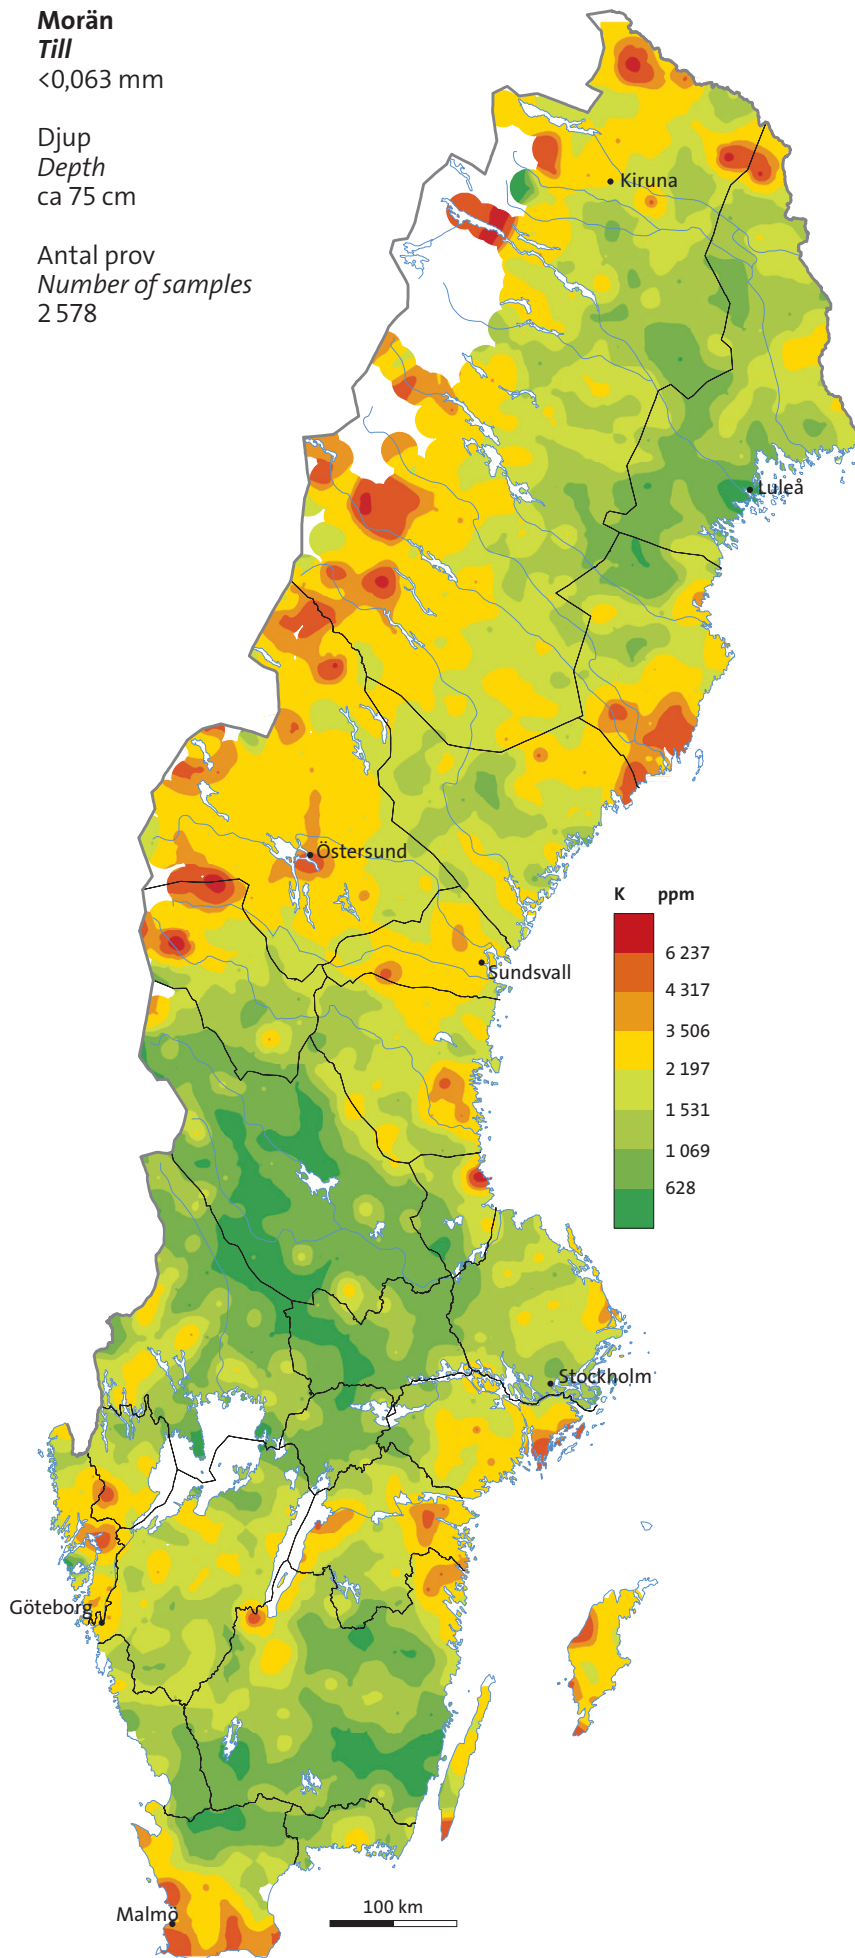 Morän
Till
<0,063 mm
Djup
Depth
ca 75 cm
Antal prov
Number of samples
2 578
Kiruna
Luleå
Östersund
Sundsvall
K ppm
6 237
4 317
3 506
2 197
1 531
1 069
628
Stockholm
Göteborg
Malmö
100 km